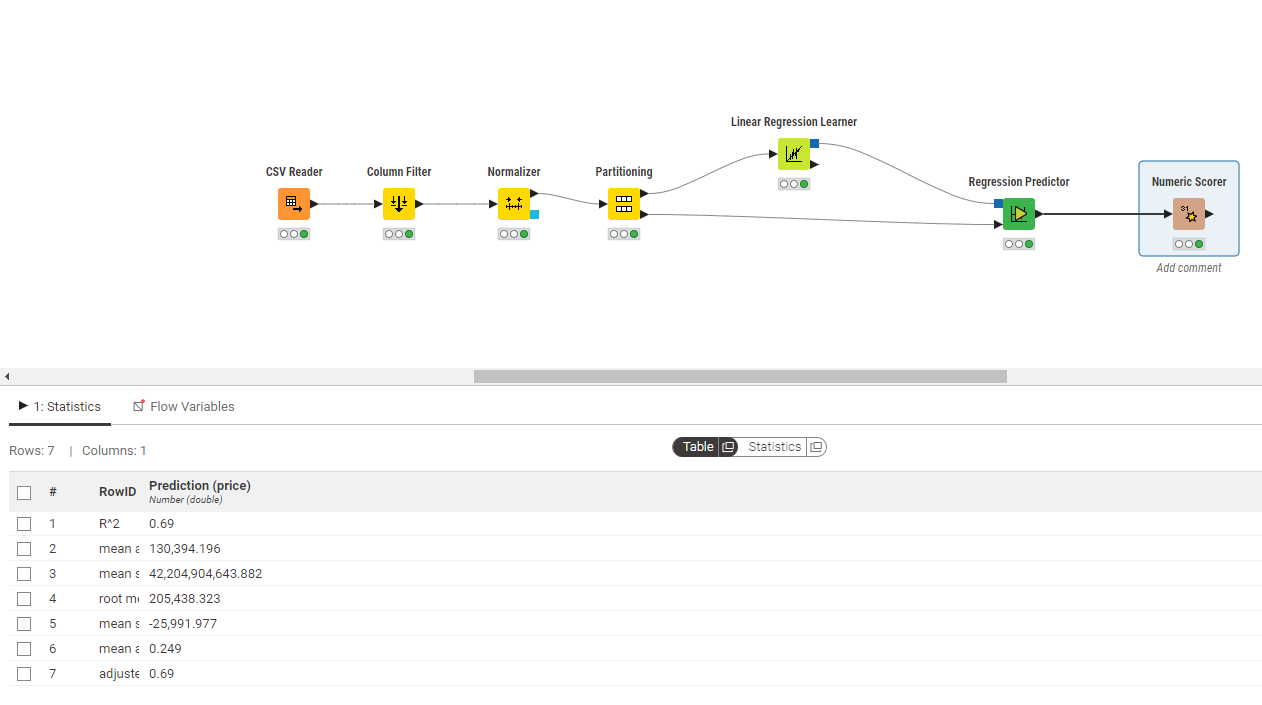 Linear Regression Learner
CSV Reader
Column Filter
Normalizer
Partitioning
Regression Predictor
Numeric Scorer
31
Add comment
1: Statistics
Flow Variables
Rows: 7 | Columns: 1
Table
Statistics
# RowID Prediction (price)
Number (double)
1 R^2 0.69
2 mean a 130,394.196
3 mean s 42,204,904,643.882
4 root me 205,438.323
5 mean s -25,991.977
6 mean a 0.249
7 adjuste 0.69